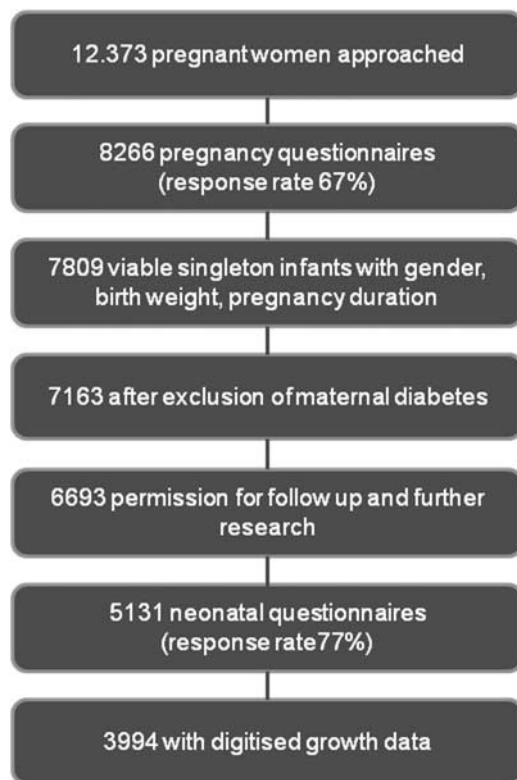 12.373 pregnant women approached
8266 pregnancy questionnaires
(response rate 67%)
7809 viable singleton infants with gender,
birth weight, pregnancy duration
7163 after exclusion of maternal diabetes
6693 permission for follow up and further
research
5131 neonatal questionnaires
(response rate77%)
3994 with digitised growth data